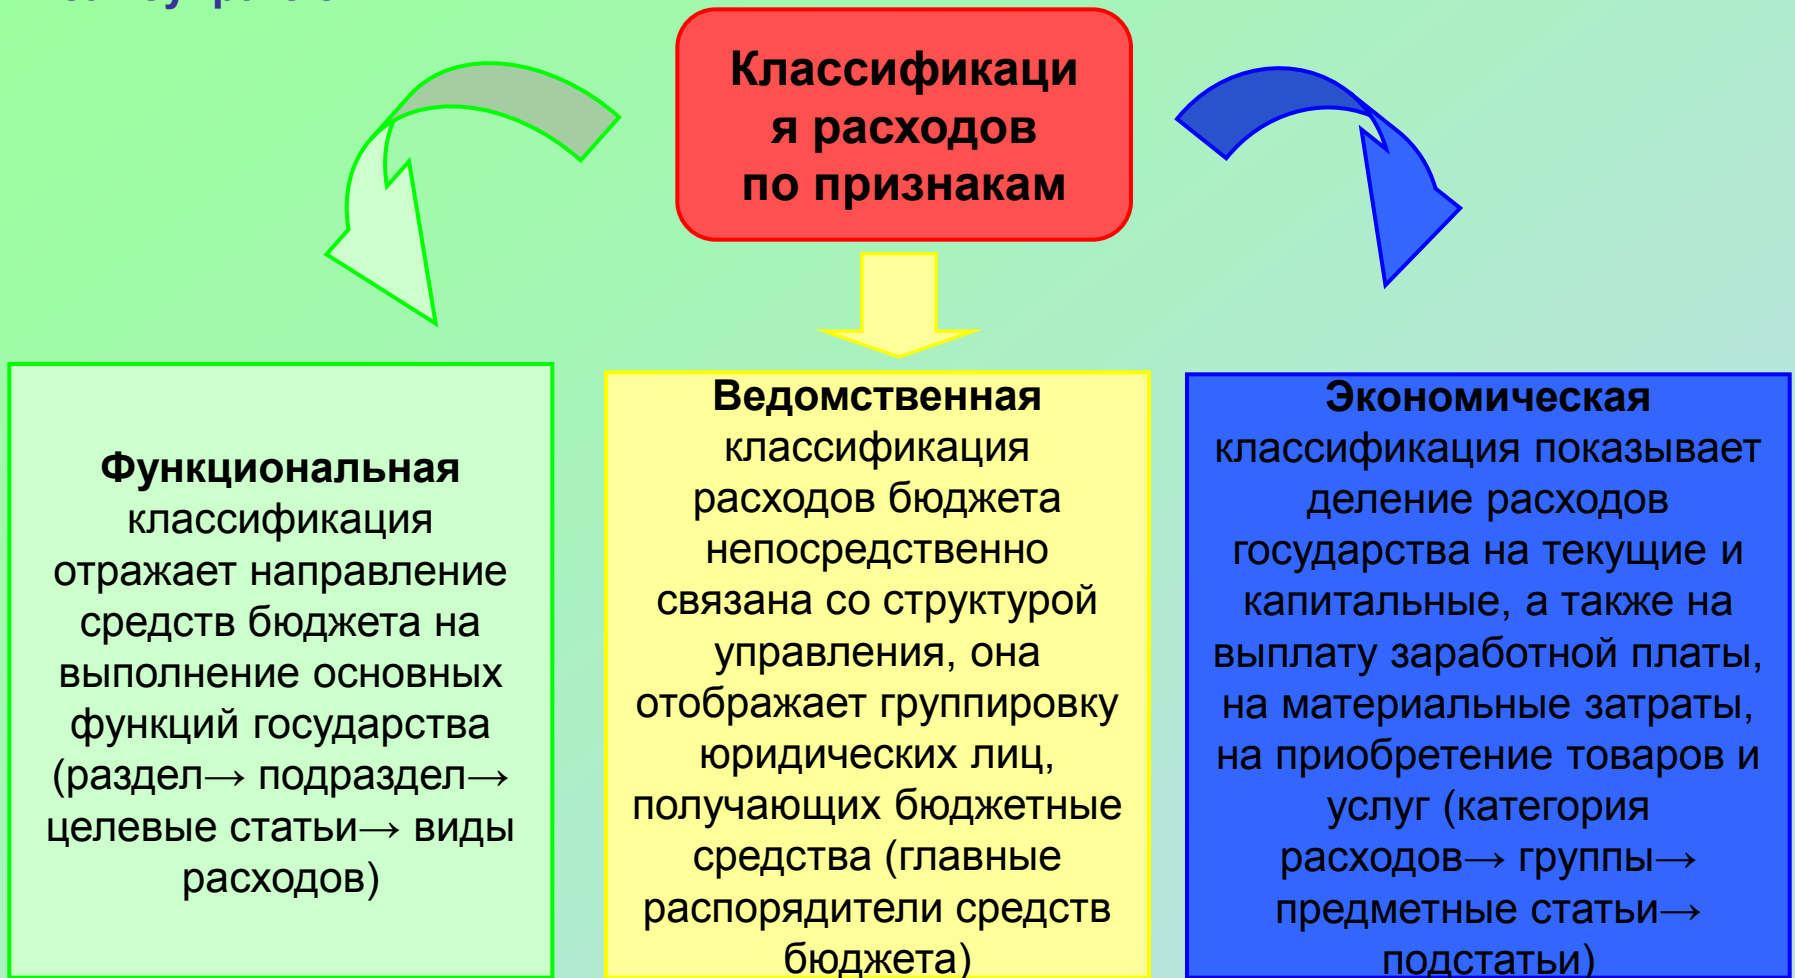 Классификаци
я расходов
по признакам
Функциональная
классификация
отражает направление
средств бюджета на
выполнение основных
функций государства
(раздел→ подраздел→
целевые статьи→ виды
расходов)
Ведомственная
классификация
расходов бюджета
непосредственно
связана со структурой
управления, она
отображает группировку
юридических лиц,
получающих бюджетные
средства (главные
распорядители средств
бюджета)
Экономическая
классификация показывает
деление расходов
государства на текущие и
капитальные, а также на
выплату заработной платы,
на материальные затраты,
на приобретение товаров и
услуг (категория
расходов→ группы→
предметные статьи→
подстатьи)